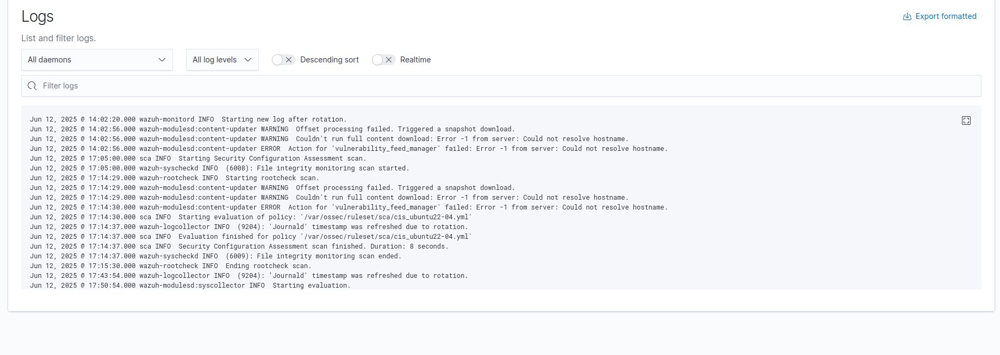 Logs
Export formatted
List and filter logs.
All daemons
All log levels
Descending sort
Realtime
Filter logs
Jun 12, 2025 @ 14:02:20.000 wazuh-monitord INFO  Starting new log after rotation.
Jun 12, 2025 @ 14:02:56.000 wazuh-modulesd:content-updater WARNING  Offset processing failed. Triggered a snapshot download.
Jun 12, 2025 @ 14:02:56.000 wazuh-modulesd:content-updater WARNING  Couldn't run full content download: Error -1 from server: Could not resolve hostname.
Jun 12, 2025 @ 14:02:56.000 wazuh-modulesd:content-updater ERROR  Action for 'vulnerability_feed_manager' failed: Error -1 from server: Could not resolve hostname.
Jun 12, 2025 @ 17:05:00.000 sca INFO  Starting Security Configuration Assessment scan.
Jun 12, 2025 @ 17:05:00.000 wazuh-syscheckd INFO  (6008): File integrity monitoring scan started.
Jun 12, 2025 @ 17:14:29.000 wazuh-rootcheck INFO  Starting rootcheck scan.
Jun 12, 2025 @ 17:14:29.000 wazuh-modulesd:content-updater WARNING  Offset processing failed. Triggered a snapshot download.
Jun 12, 2025 @ 17:14:29.000 wazuh-modulesd:content-updater WARNING  Couldn't run full content download: Error -1 from server: Could not resolve hostname.
Jun 12, 2025 @ 17:14:30.000 wazuh-modulesd:content-updater ERROR  Action for 'vulnerability_feed_manager' failed: Error -1 from server: Could not resolve hostname.
Jun 12, 2025 @ 17:14:30.000 sca INFO  Starting evaluation of policy: '/var/ossec/ruleset/sca/cis_ubuntu22-04.yml'
Jun 12, 2025 @ 17:14:37.000 wazuh-logcollector INFO  (9204): 'Journald' timestamp was refreshed due to rotation.
Jun 12, 2025 @ 17:14:37.000 sca INFO  Evaluation finished for policy '/var/ossec/ruleset/sca/cis_ubuntu22-04.yml'
Jun 12, 2025 @ 17:14:37.000 sca INFO  Security Configuration Assessment scan finished. Duration: 8 seconds.
Jun 12, 2025 @ 17:14:37.000 wazuh-syscheckd INFO  (6009): File integrity monitoring scan ended.
Jun 12, 2025 @ 17:15:30.000 wazuh-rootcheck INFO  Ending rootcheck scan.
Jun 12, 2025 @ 17:43:54.000 wazuh-logcollector INFO  (9204): 'Journald' timestamp was refreshed due to rotation.
Jun 12, 2025 @ 17:50:54.000 wazuh-modulesd:syscollector INFO  Starting evaluation.